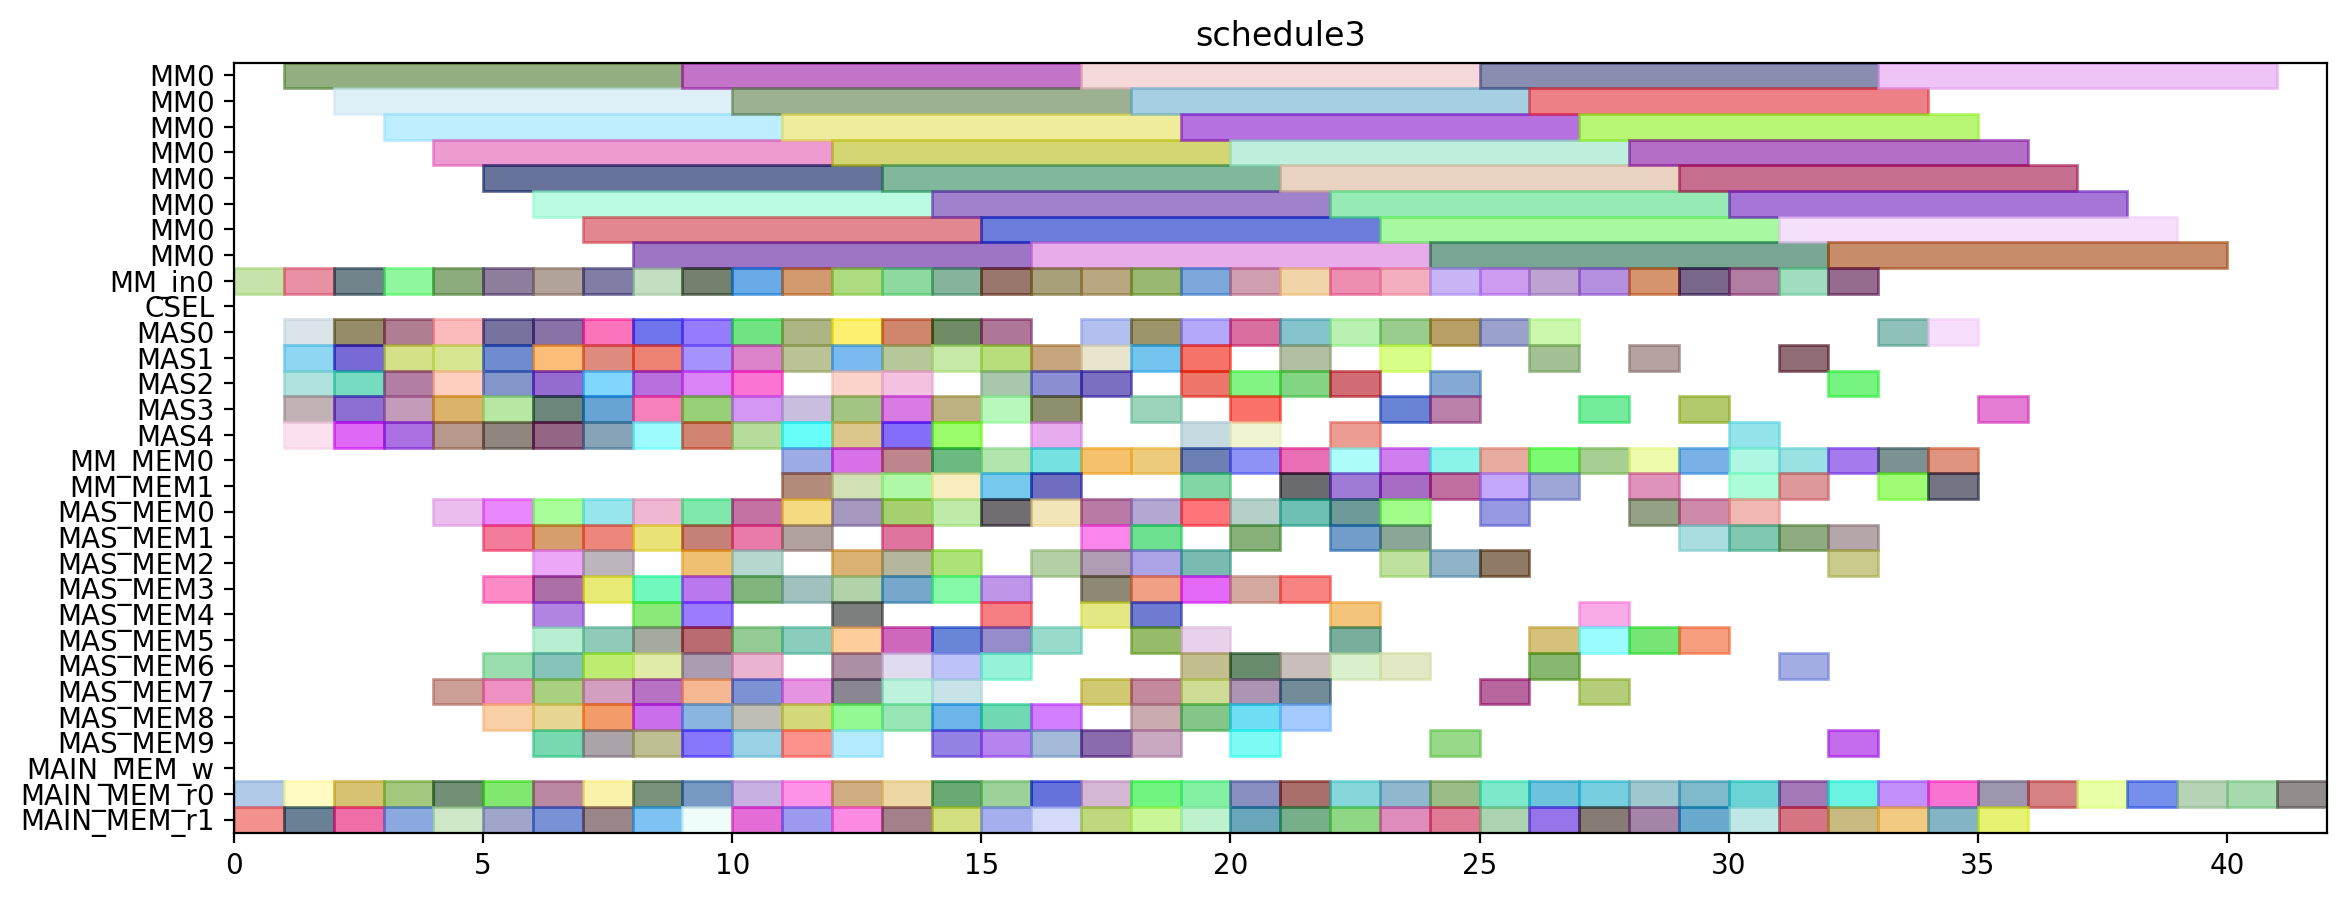 schedule3
MM0
MM0
MM0
MM0
MM0
MM0
MM0
MM0
MM_in0
CSEL
MAS0
MAS1
MAS2
MAS3
MAS4
MM_MEM0
MM_MEM1
MAS_MEM0
MAS_MEM1
MAS_MEM2
MAS_MEM3
MAS_MEM4
MAS_MEM5
MAS_MEM6
MAS_MEM7
MAS_MEM8
MAS_MEM9
MAIN_MEM_w
MAIN_MEM_r0
MAIN_MEM_r1
0 5 10 15 20 25 30 35 40